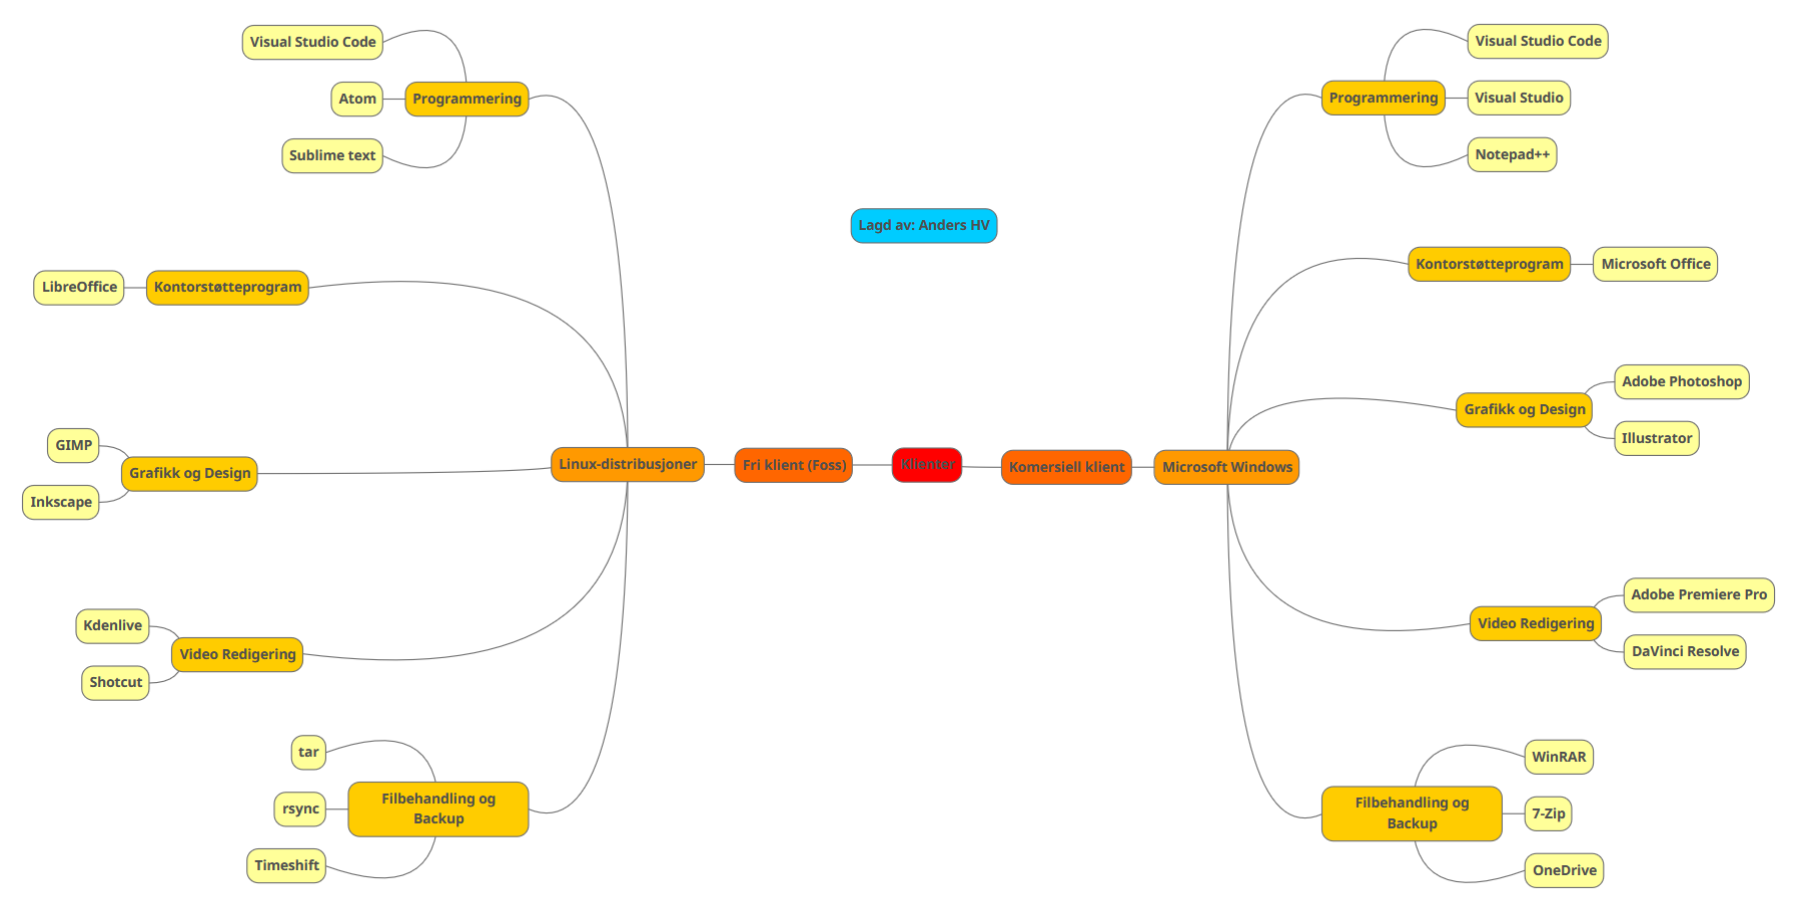 Visual Studio Code
Atom
Programmering
Sublime text
LibreOffice
Kontorstøtteprogram
GIMP
Grafikk og Design
Inkscape
Kdenlive
Video Redigering
Shotcut
tar
rsync
Filbehandling og
Backup
Timeshift
Linux-distribusjoner
Fri klient (Foss)
Klienter
Lagd av: Anders HV
Komersiell klient
Microsoft Windows
Programmering
Visual Studio Code
Visual Studio
Notepad++
Kontorstøtteprogram
Microsoft Office
Grafikk og Design
Adobe Photoshop
Illustrator
Video Redigering
Adobe Premiere Pro
DaVinci Resolve
Filbehandling og
Backup
WinRAR
7-Zip
OneDrive